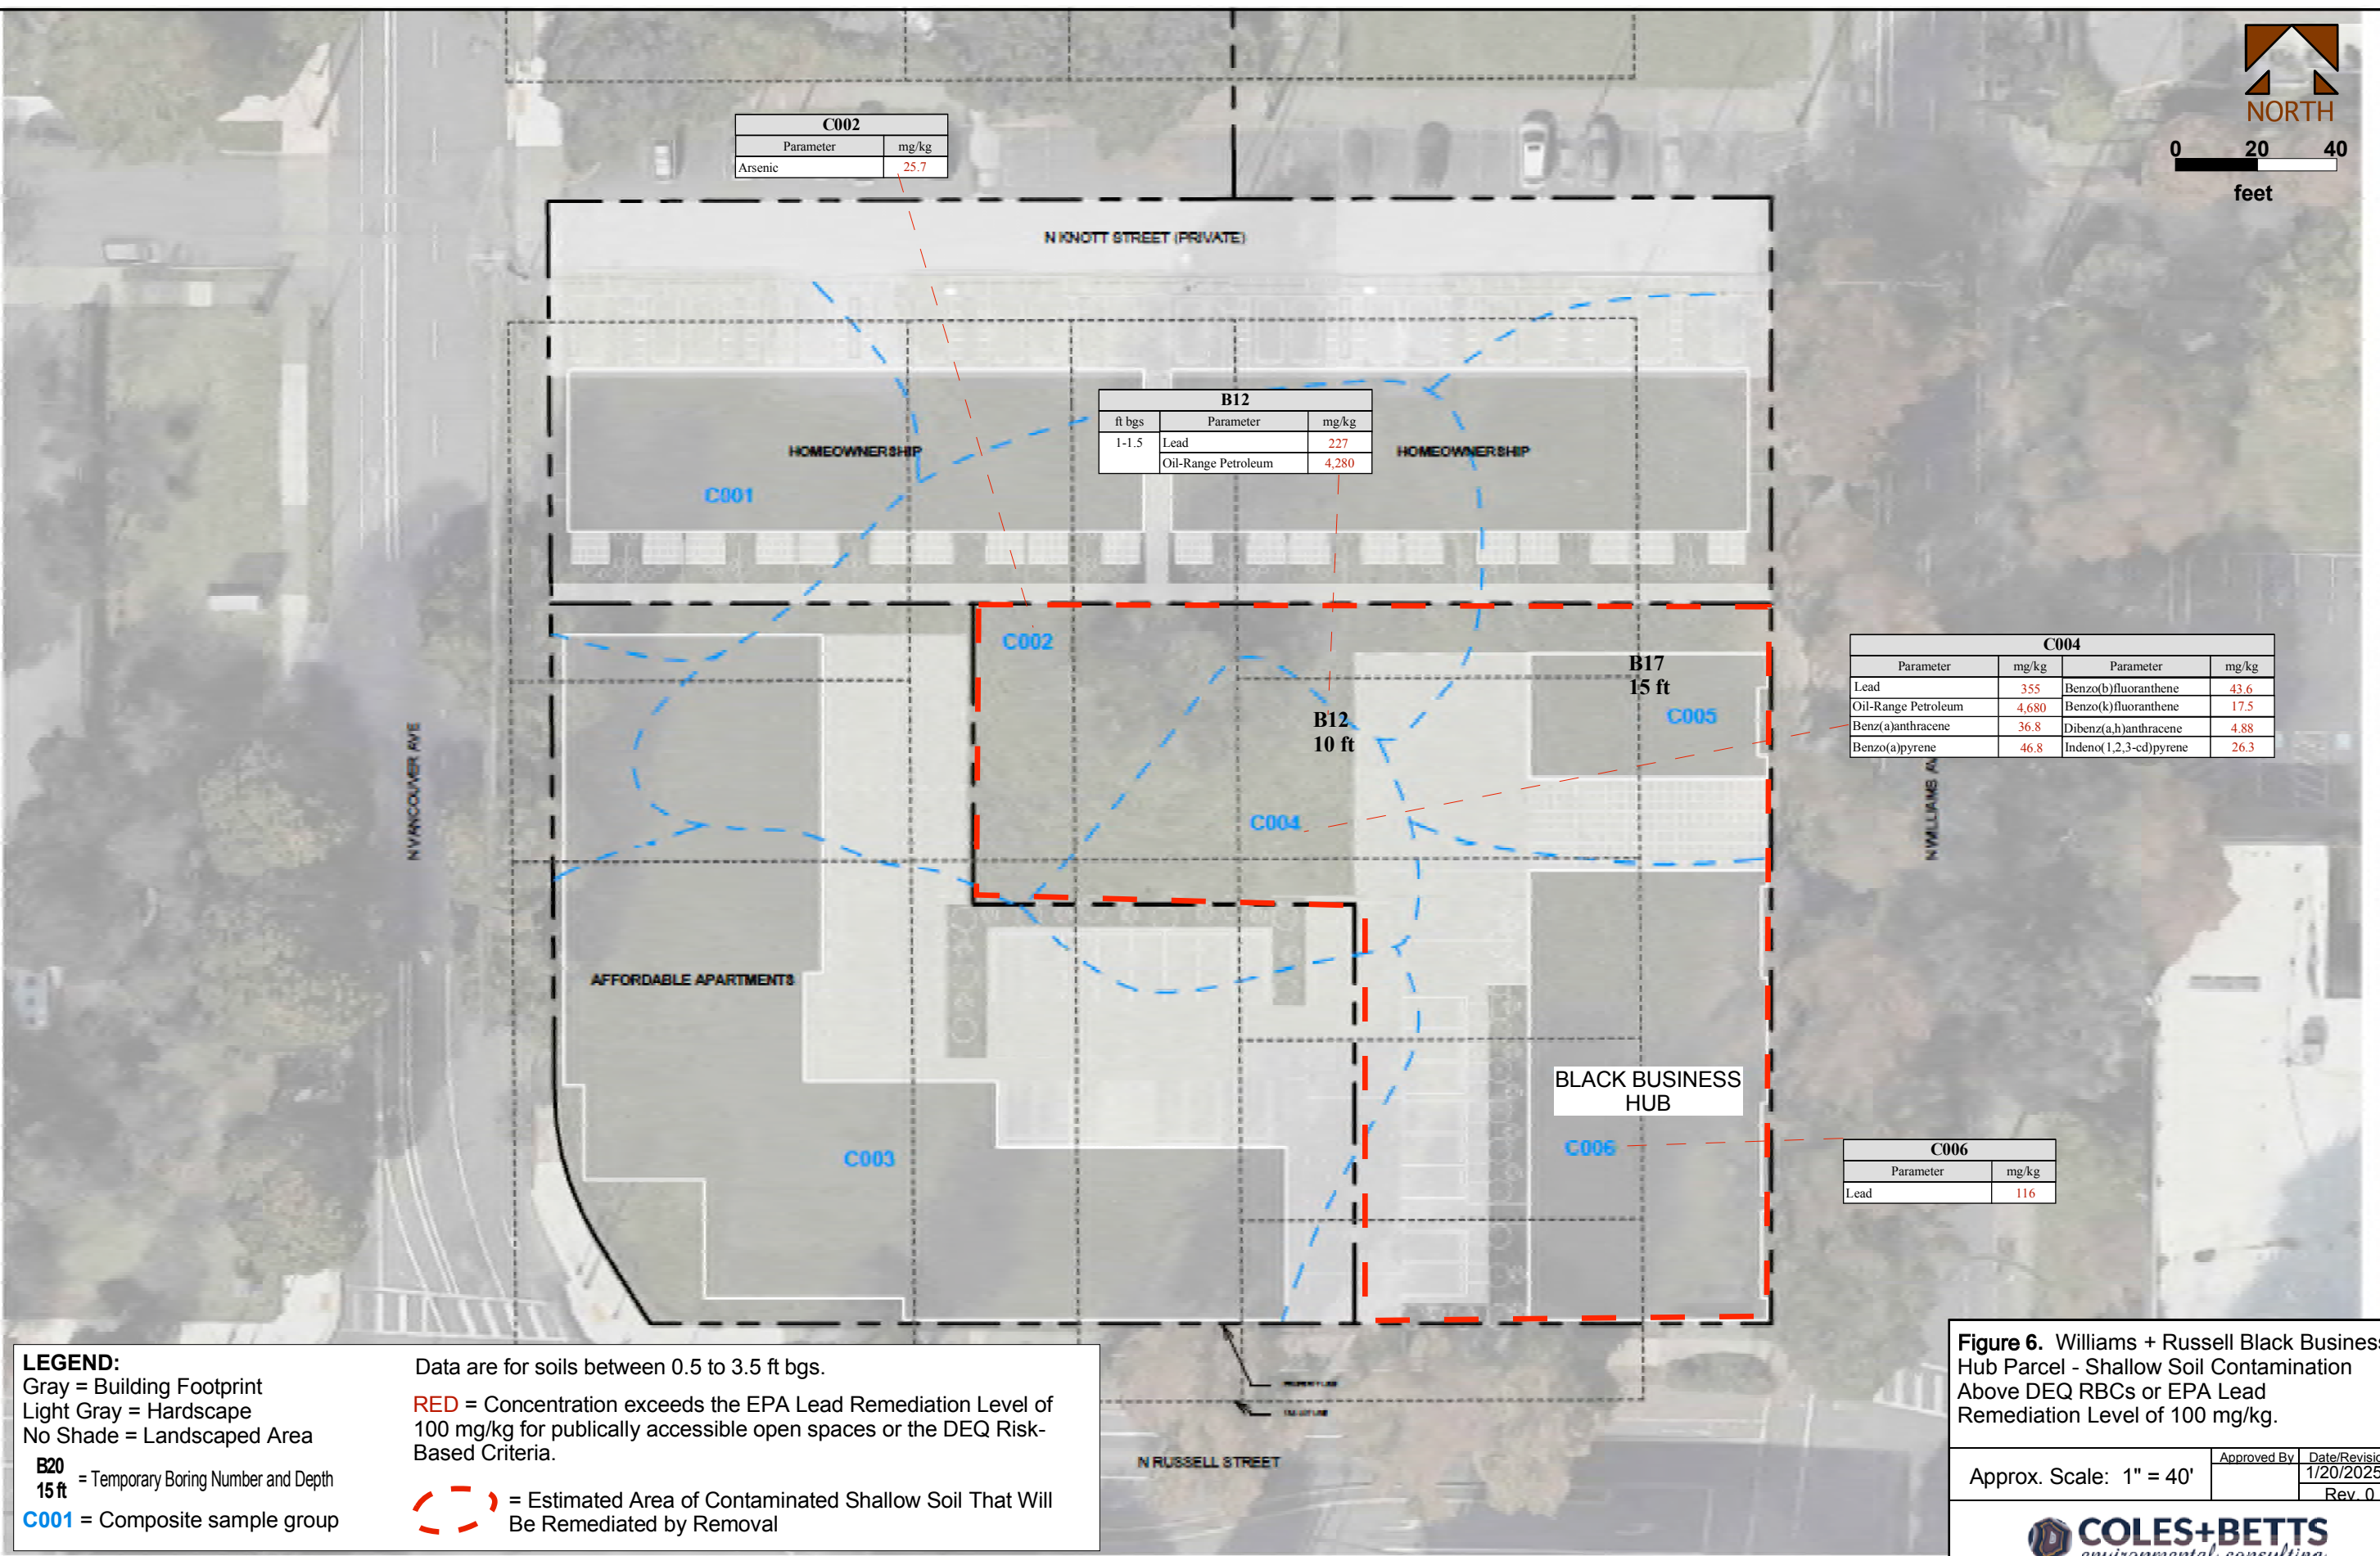 NORTH
0 20 40
feet
C002
Parameter mg/kg
Arsenic 25.7
N KNOTT STREET (PRIVATE)
B12
ft bgs Parameter mg/kg
1-1.5 Lead 227
Oil-Range Petroleum 4,280
HOMEOWNERSHIP
HOMEOWNERSHIP
C001
C002
B17
15 ft
C005
B12
10 ft
C004
C004
Parameter mg/kg Parameter mg/kg
Lead 355 Benzo(b)fluoranthene 43.6
Oil-Range Petroleum 4,680 Benzo(k)fluoranthene 17.5
Benz(a)anthracene 36.8 Dibenz(a,h)anthracene 4.88
Benzo(a)pyrene 46.8 Indeno(1,2,3-cd)pyrene 26.3
N VANCOUVER AVE
N WILLIAMS AV
AFFORDABLE APARTMENTS
BLACK BUSINESS
HUB
C003
C006
C006
Parameter mg/kg
Lead 116
N RUSSELL STREET
LEGEND:
Gray = Building Footprint
Light Gray = Hardscape
No Shade = Landscaped Area
B20
15 ft = Temporary Boring Number and Depth
C001 = Composite sample group
Data are for soils between 0.5 to 3.5 ft bgs.
RED = Concentration exceeds the EPA Lead Remediation Level of
100 mg/kg for publically accessible open spaces or the DEQ Risk-
Based Criteria.
= Estimated Area of Contaminated Shallow Soil That Will
Be Remediated by Removal
Figure 6. Williams + Russell Black Business
Hub Parcel - Shallow Soil Contamination
Above DEQ RBCs or EPA Lead
Remediation Level of 100 mg/kg.
Approx. Scale: 1" = 40'
Approved By
Date/Revisio
1/20/2025
Rev. 0
COLES+BETTS
environmental consulting